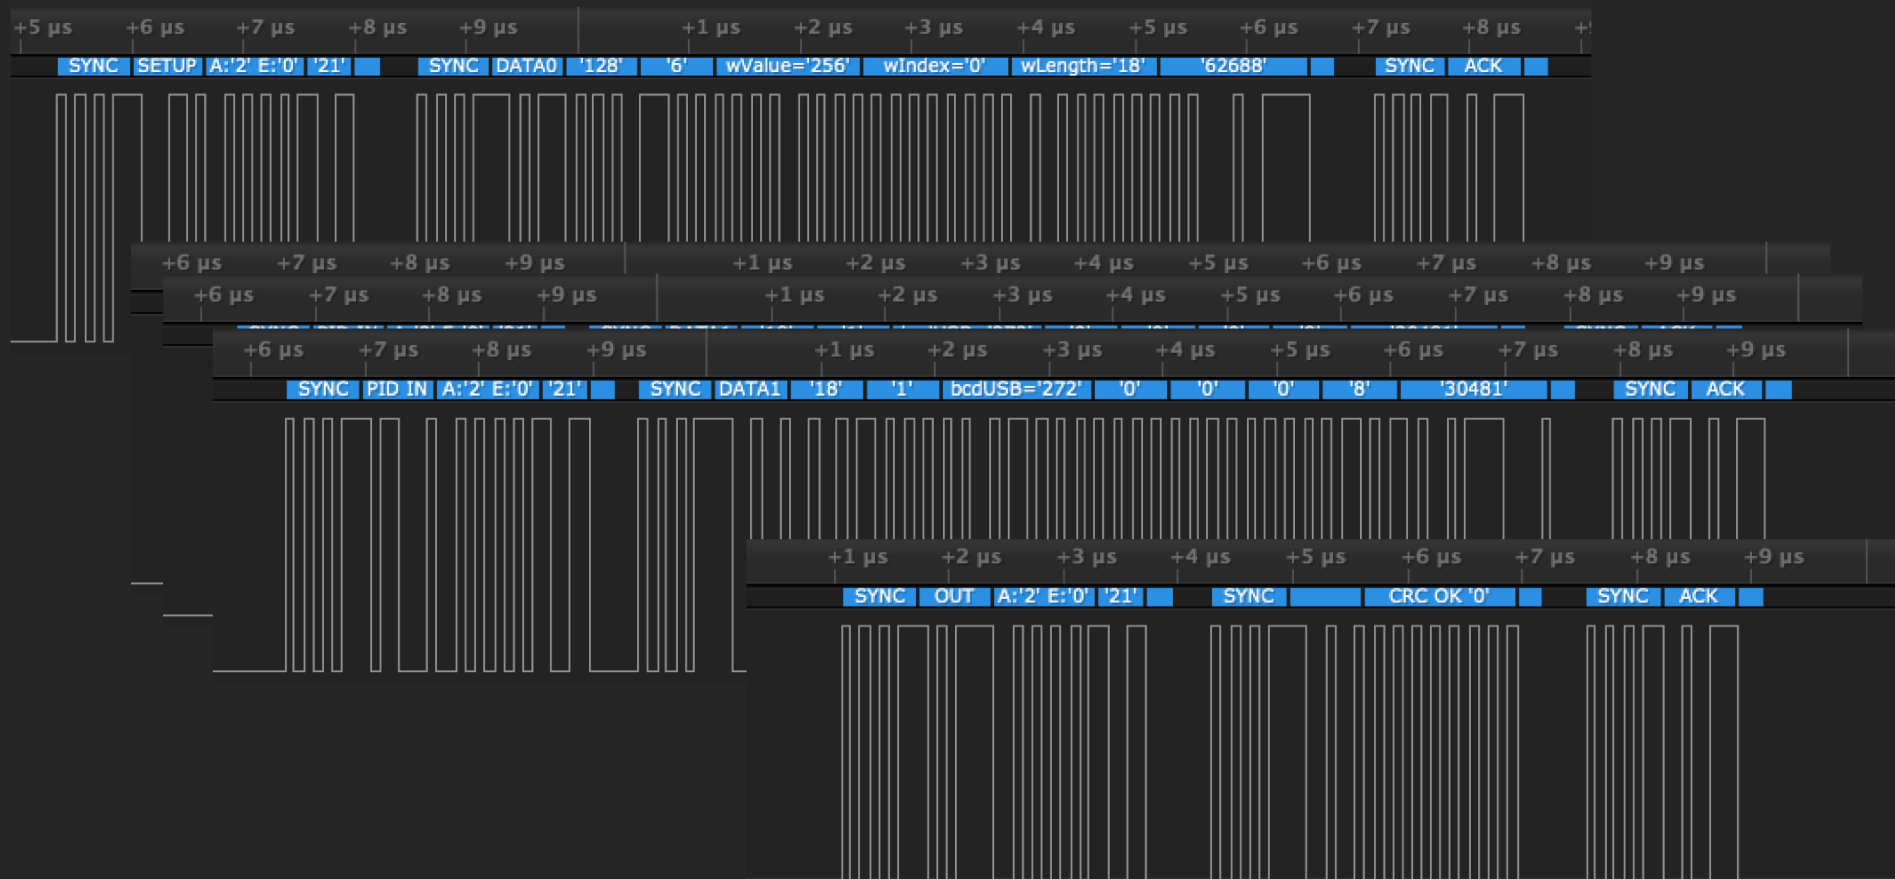 +5 µs +6 µs +7 µs +8 µs +9 µs +1 µs +2 µs +3 µs +4 µs +5 µs +6 µs +7 µs +8 µs
SYNC SETUP A:'2' E:'0' '21' SYNC DATA0 '128' '6' wValue='256' wIndex='0' wLength='18' '62688' SYNC ACK
+6 µs +7 µs +8 µs +9 µs +1 µs +2 µs +3 µs +4 µs +5 µs +6 µs +7 µs +8 µs +9 µs
+6 µs +7 µs +8 µs +9 µs +1 µs +2 µs +3 µs +4 µs +5 µs +6 µs +7 µs +8 µs +9 µs
+6 µs +7 µs +8 µs +9 µs +1 µs +2 µs +3 µs +4 µs +5 µs +6 µs +7 µs +8 µs +9 µs
SYNC PID IN A:'2' E:'0' '21' SYNC DATA1 '18' '1' bcdUSB='272' '0' '0' '0' '8' '30481' SYNC ACK
+1 µs +2 µs +3 µs +4 µs +5 µs +6 µs +7 µs +8 µs +9 µs
SYNC OUT A:'2' E:'0' '21' SYNC CRC OK '0' SYNC ACK